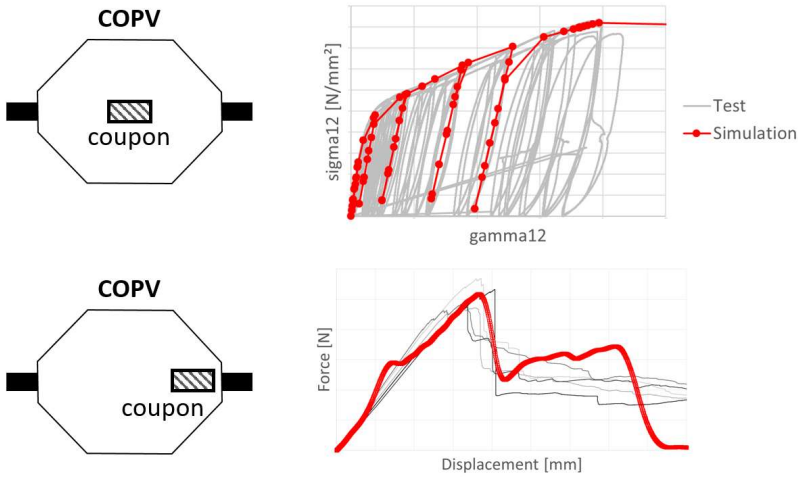 COPV
coupon
sigma12 [N/mm²]
gamma12
Test
Simulation
COPV
coupon
Force [N]
Displacement [mm]